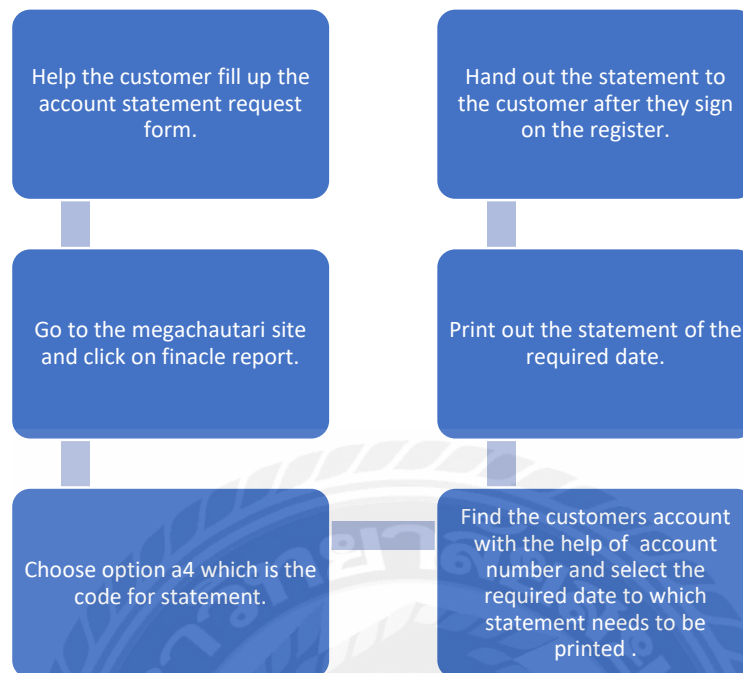 Help the customer fill up the
account statement request
form.
Go to the megachautari site
and click on finacle report.
Choose option a4 which is the
code for statement.
Find the customers account
with the help of account
number and select the
required date to which
statement needs to be
printed .
Print out the statement of the
required date.
Hand out the statement to
the customer after they sign
on the register.